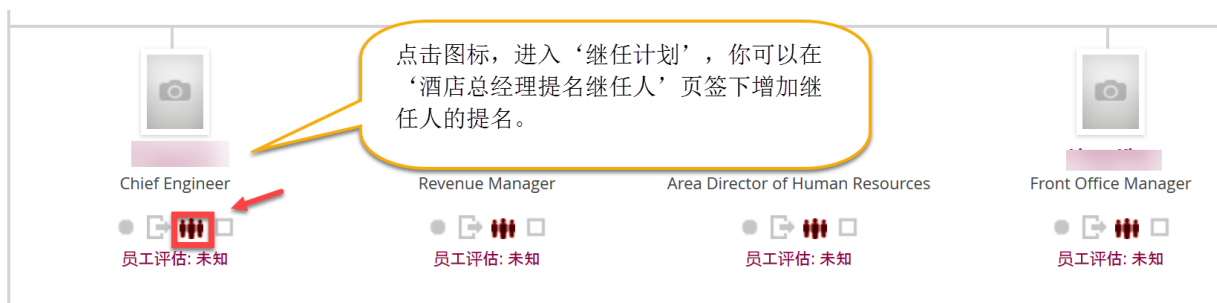 点击图标，进入‘继任计划’，你可以在
‘酒店总经理提名继任人’页签下增加继
任人的提名。
Chief Engineer
Revenue Manager
Area Director of Human Resources
Front Office Manager
员工评估: 未知
员工评估: 未知
员工评估: 未知
员工评估: 未知